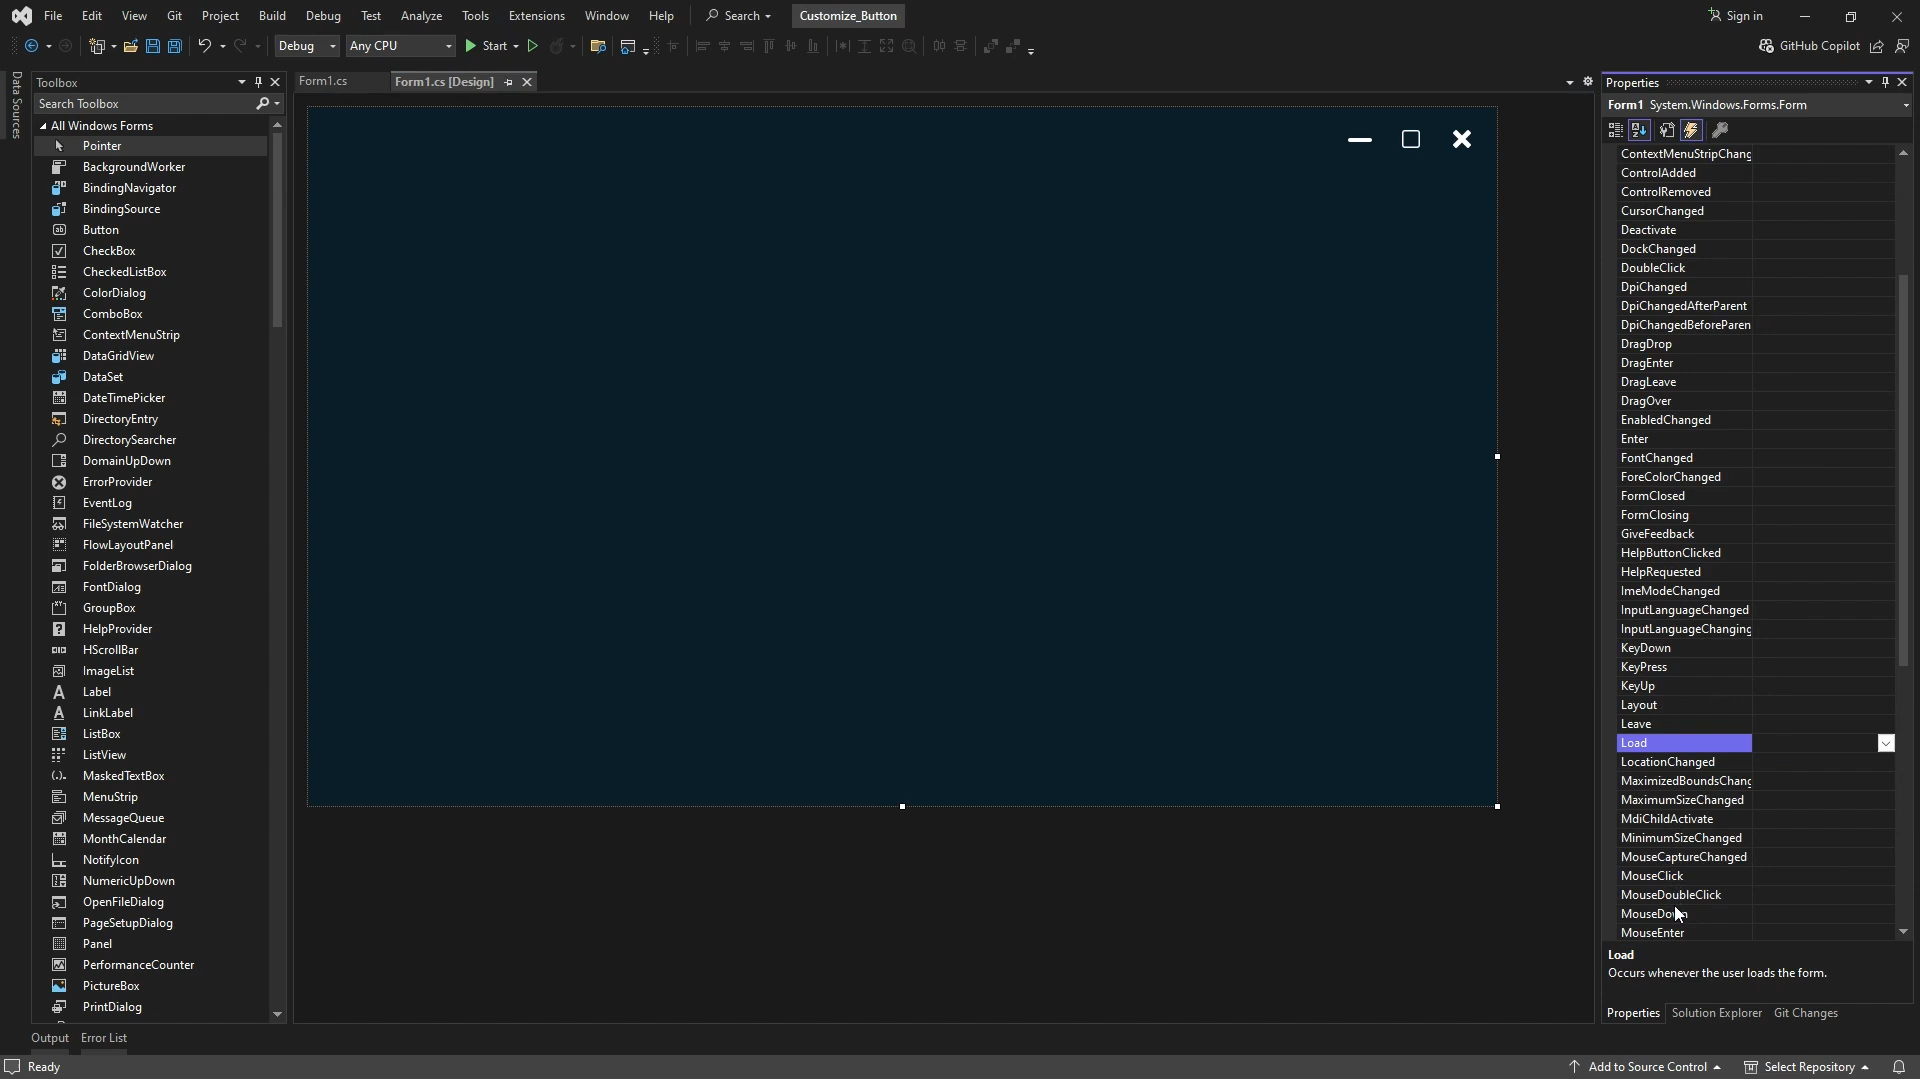 File Edit View Git Project Build Debug Test Analyze Tools Extensions Window Help Search Customize_Button Sign in
Debug Any CPU Start GitHub Copilot
Data Sources
Toolbox
Search Toolbox
All Windows Forms
Pointer
BackgroundWorker
BindingNavigator
BindingSource
Button
CheckBox
CheckedListBox
ColorDialog
ComboBox
ContextMenuStrip
DataGridView
DataSet
DateTimePicker
DirectoryEntry
DirectorySearcher
DomainUpDown
ErrorProvider
EventLog
FileSystemWatcher
FlowLayoutPanel
FolderBrowserDialog
FontDialog
GroupBox
HelpProvider
HScrollBar
ImageList
Label
LinkLabel
ListBox
ListView
MaskedTextBox
MenuStrip
MessageQueue
MonthCalendar
NotifyIcon
NumericUpDown
OpenFileDialog
PageSetupDialog
Panel
PerformanceCounter
PictureBox
PrintDialog
Form1.cs Form1.cs [Design]
Properties
Form1 System.Windows.Forms.Form
ContextMenuStripChang
ControlAdded
ControlRemoved
CursorChanged
Deactivate
DockChanged
DoubleClick
DpiChanged
DpiChangedAfterParent
DpiChangedBeforeParen
DragDrop
DragEnter
DragLeave
DragOver
EnabledChanged
Enter
FontChanged
ForeColorChanged
FormClosed
FormClosing
GiveFeedback
HelpButtonClicked
HelpRequested
ImeModeChanged
InputLanguageChanged
InputLanguageChanging
KeyDown
KeyPress
KeyUp
Layout
Leave
Load
LocationChanged
MaximizedBoundsChang
MaximumSizeChanged
MdiChildActivate
MinimumSizeChanged
MouseCaptureChanged
MouseClick
MouseDoubleClick
MouseDown
MouseEnter
Load
Occurs whenever the user loads the form.
Properties Solution Explorer Git Changes
Output Error List
Ready Add to Source Control Select Repository